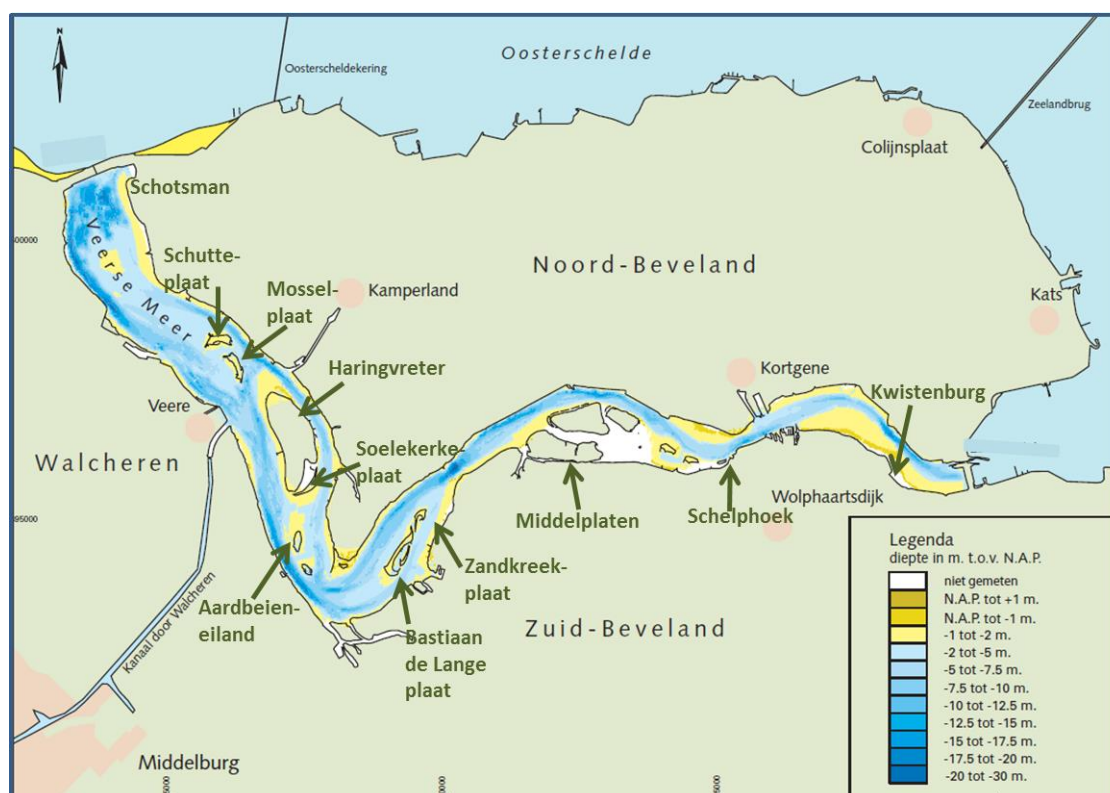 N
Oosterschelde
Oosterscheldekering
Zeelandbrug
Colijnsplaat
Schotsman
Veerse Meer
Schutte-
plaat
Mossel-
plaat
Kamperland
Noord-Beveland
Kats
Haringvreter
Kortgene
Kwistenburg
Veere
Walcheren
Soelekerke-
plaat
Middelplaten
Schelphoek
Wolphaartsdijk
Zandkreek-
plaat
Aardbeien-
eiland
Bastiaan
de Lange
plaat
Zuid-Beveland
Kanaal door Walcheren
Middelburg
Legenda
diepte in m. t.o.v. N.A.P.
niet gemeten
N.A.P. tot +1 m.
N.A.P. tot -1 m.
-1 tot -2 m.
-2 tot -5 m.
-5 tot -7.5 m.
-7.5 tot -10 m.
-10 tot -12.5 m.
-12.5 tot -15 m.
-15 tot -17.5 m.
-17.5 tot -20 m.
-20 tot -30 m.